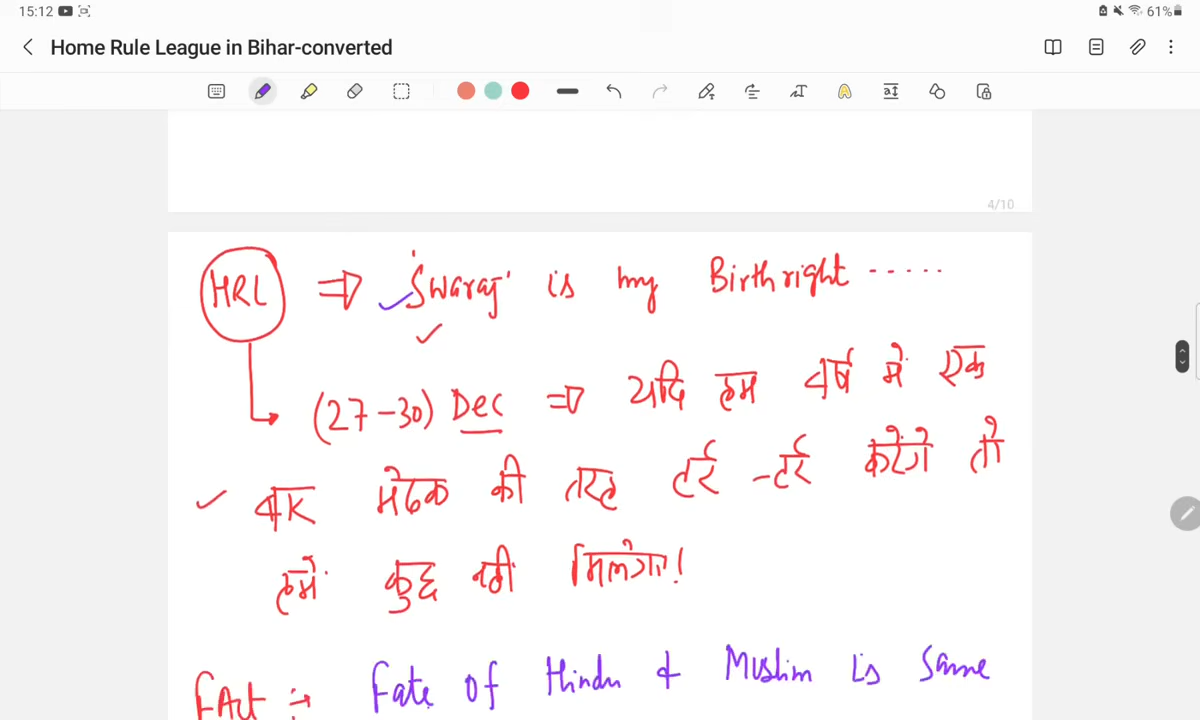 15:12 61%
Home Rule League in Bihar-converted
4/10
HRL ⇒ 'Swaraj' is my Birthright .....
(27-30) Dec ⇒ यदि हम वर्ष में एक
बार मेढक की तरह टर्र -टर्र करेंगे तो
हमें कुछ नहीं मिलेगा!
FAct :→ Fate of Hindu & Muslim is Same